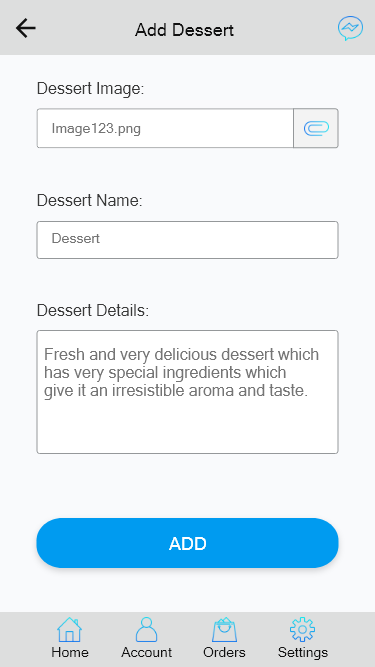 Add Dessert
Dessert Image:
Image123.png
Dessert Name:
Dessert
Dessert Details:
Fresh and very delicious dessert which
has very special ingredients which
give it an irresistible aroma and taste.
ADD
Home Account Orders Settings